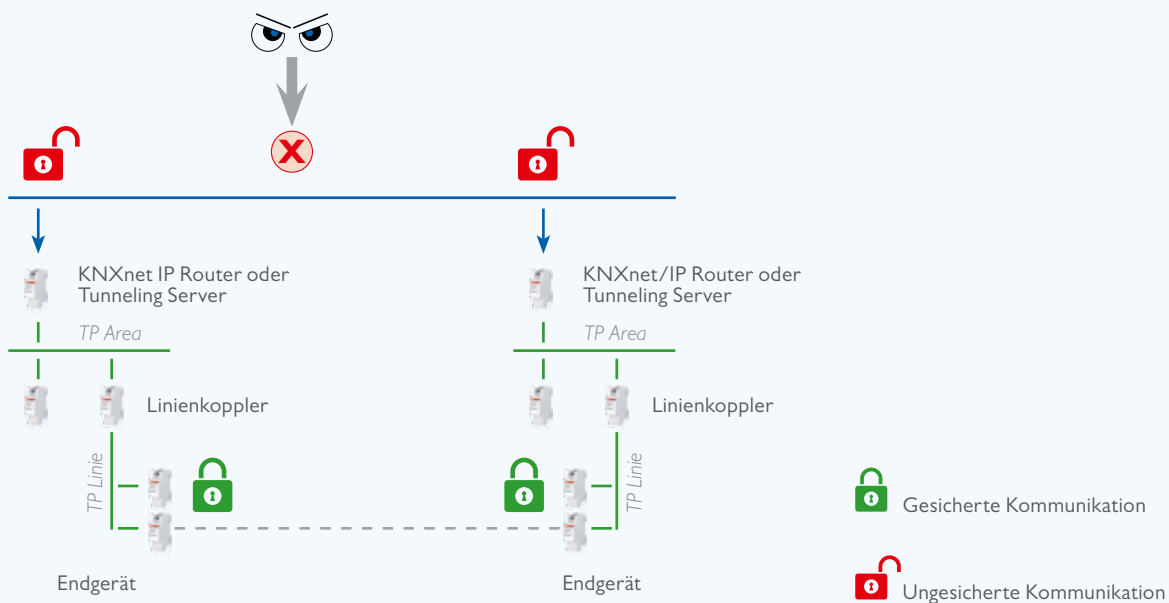 X
KNXnet IP Router oder
Tunneling Server
TP Area
Linienkoppler
TP Linie
Endgerät
KNXnet/IP Router oder
Tunneling Server
TP Area
Linienkoppler
TP Linie
Endgerät
Gesicherte Kommunikation
Ungesicherte Kommunikation